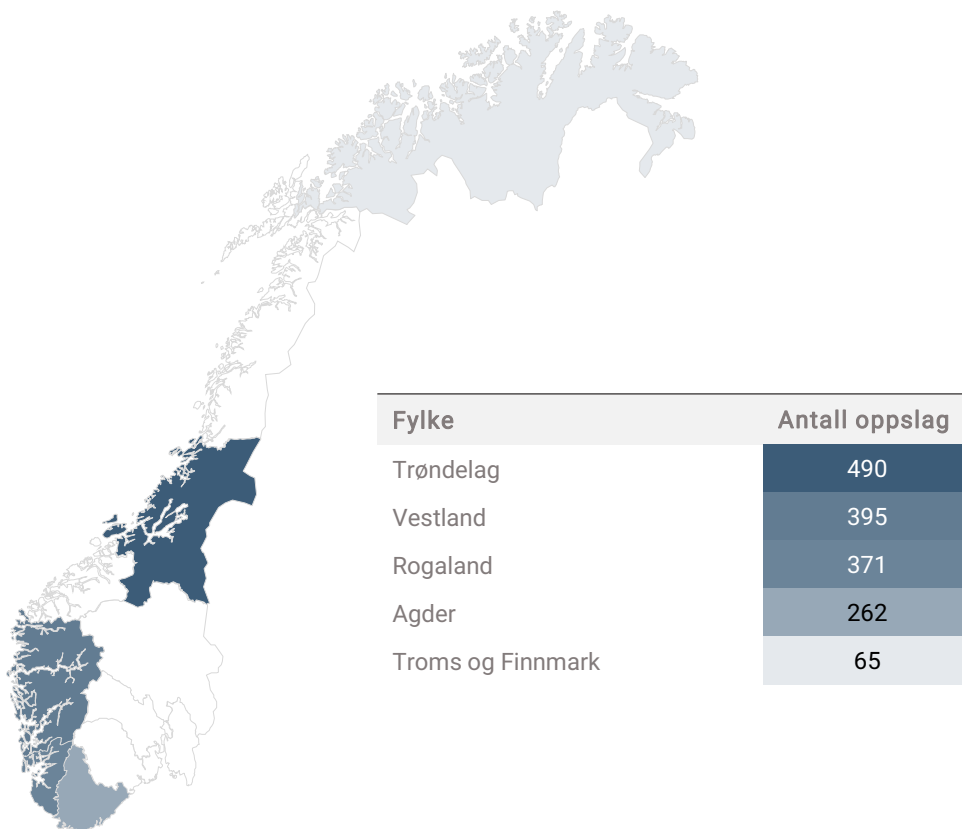 Fylke Antall oppslag
Trøndelag 490
Vestland 395
Rogaland 371
Agder 262
Troms og Finnmark 65